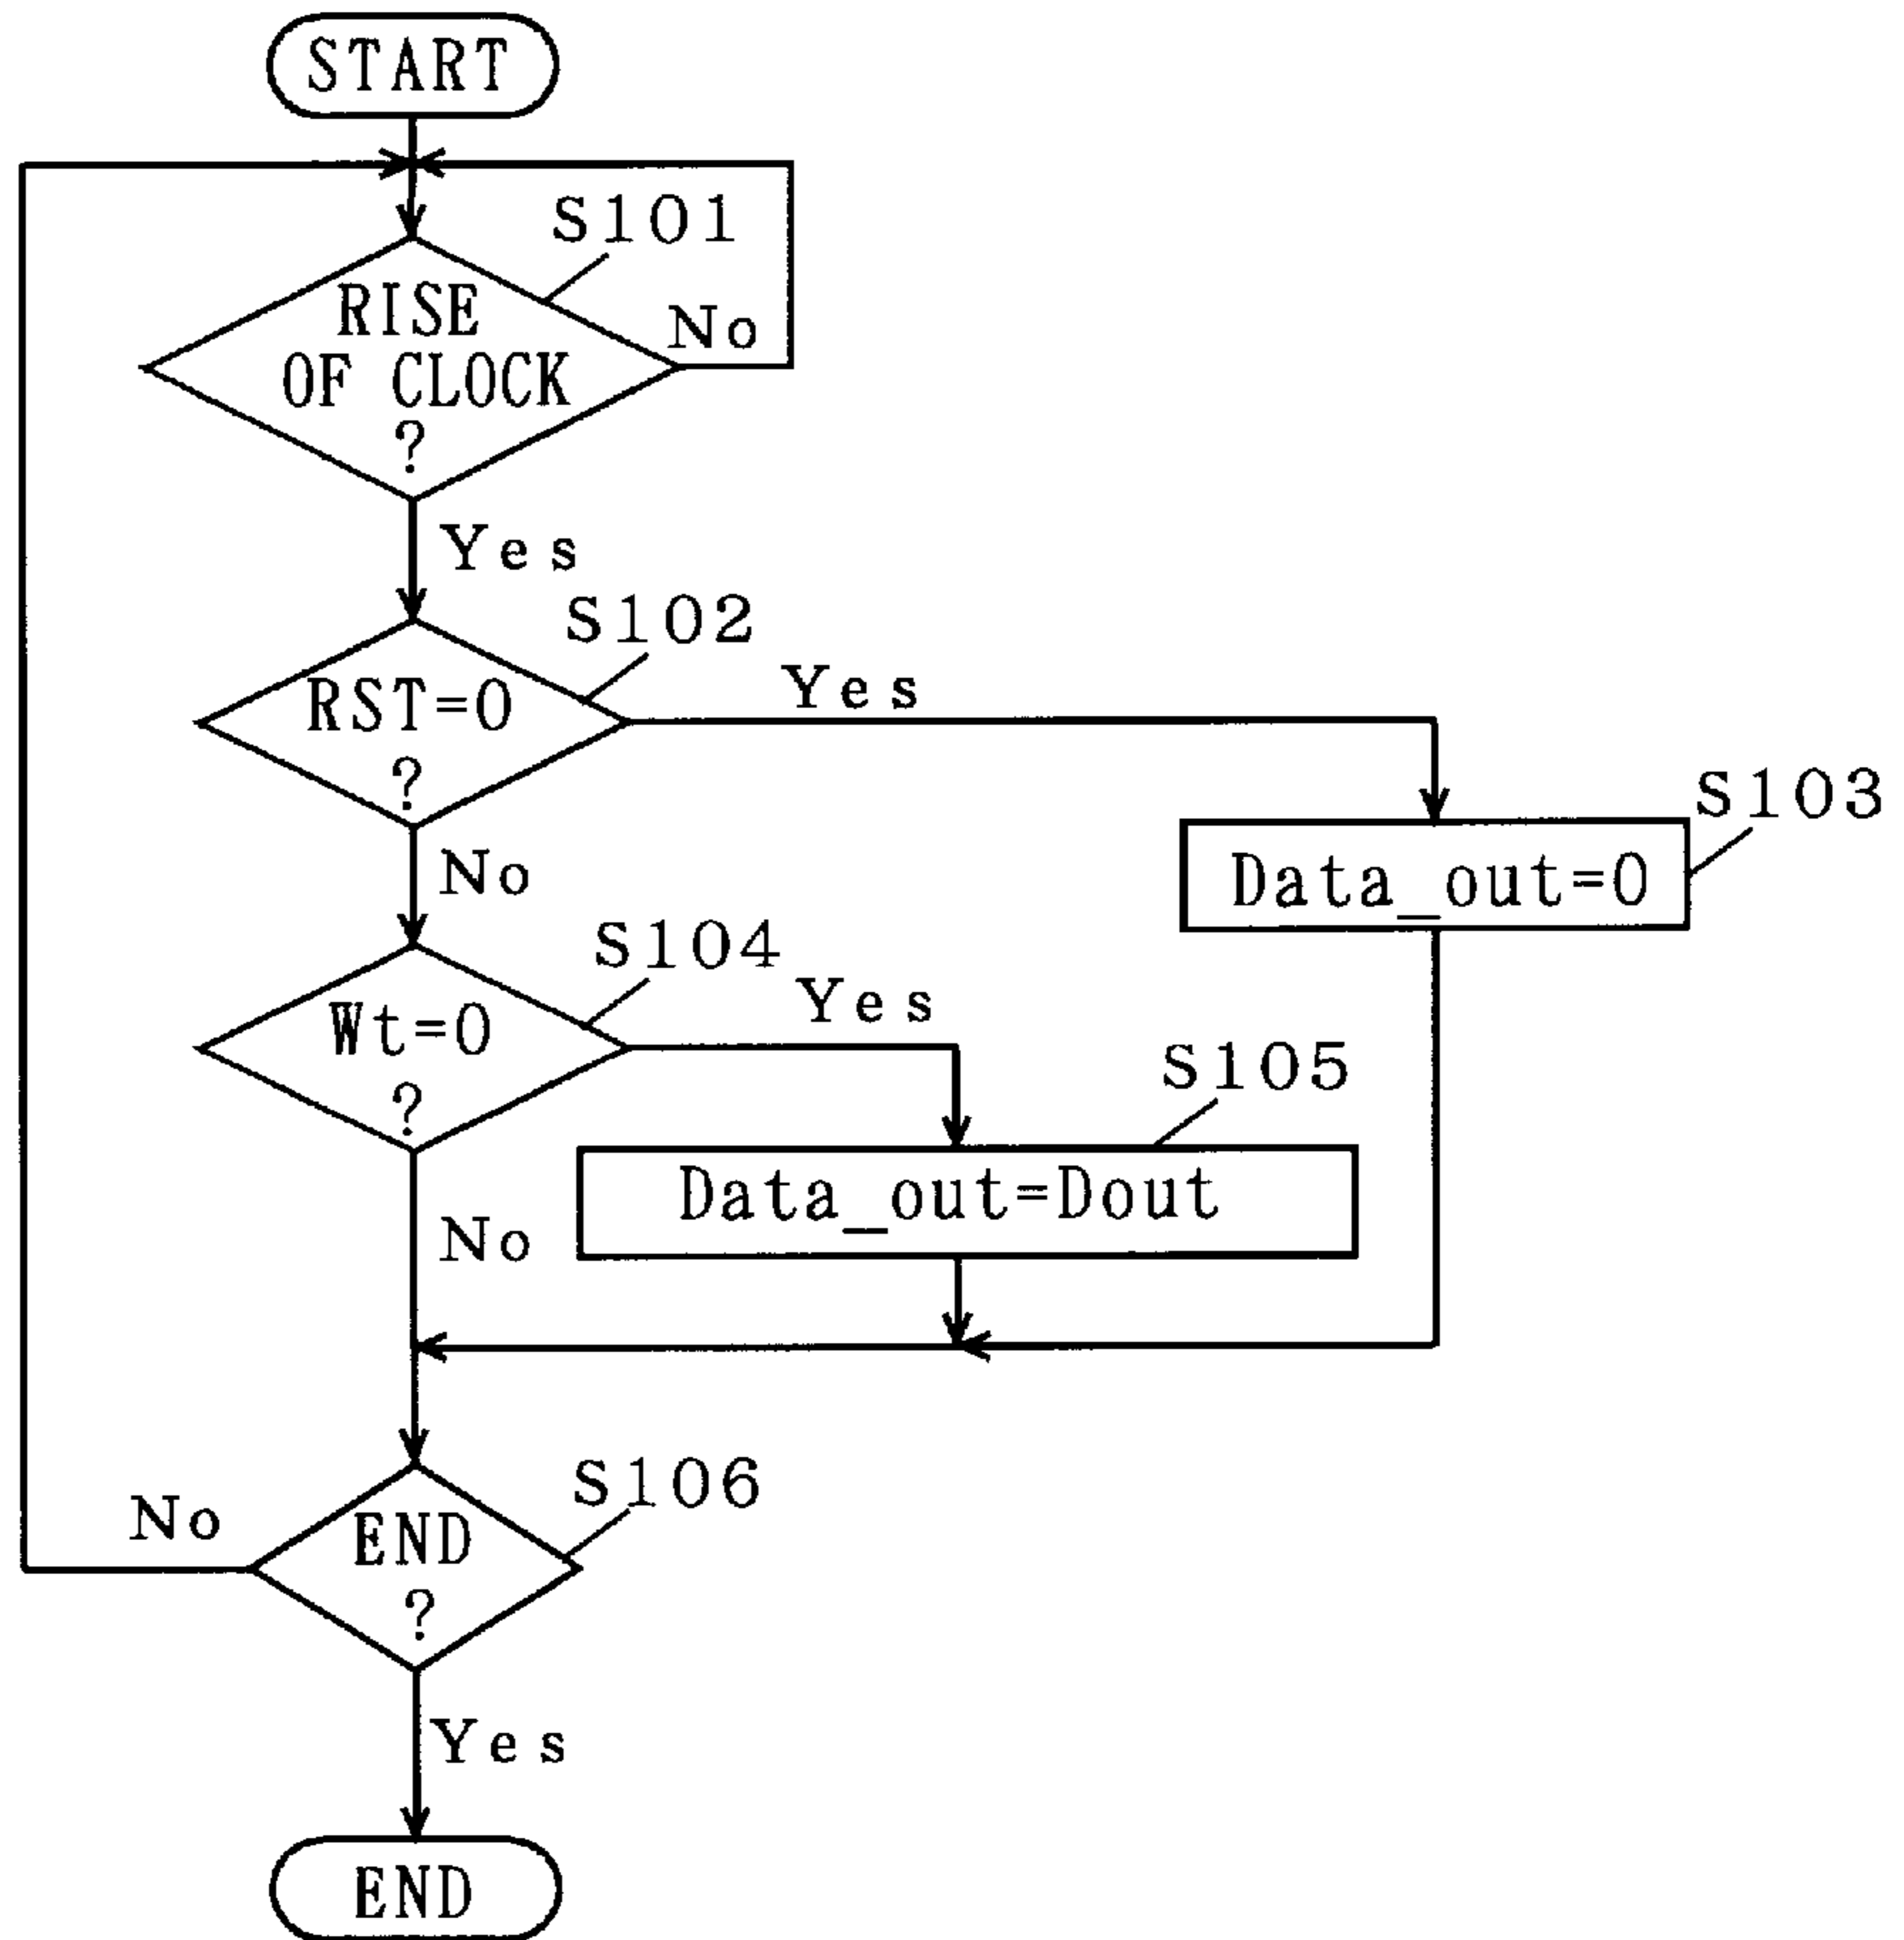 START
S101
RISE
OF CLOCK
?
No
Yes
S102
RST=0
?
Yes
S103
Data_out=0
No
S104
Wt=0
?
Yes
S105
Data_out=Dout
No
S106
END
?
No
Yes
END